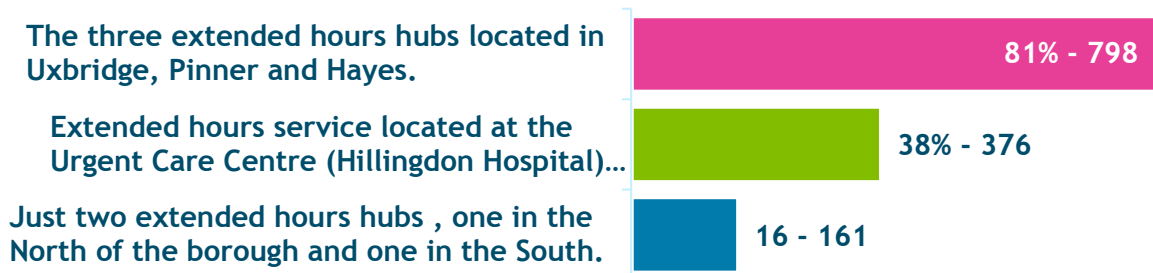 The three extended hours hubs located in
Uxbridge, Pinner and Hayes.
81% - 798
Extended hours service located at the
Urgent Care Centre (Hillingdon Hospital)…
38% - 376
Just two extended hours hubs , one in the
North of the borough and one in the South.
16 - 161